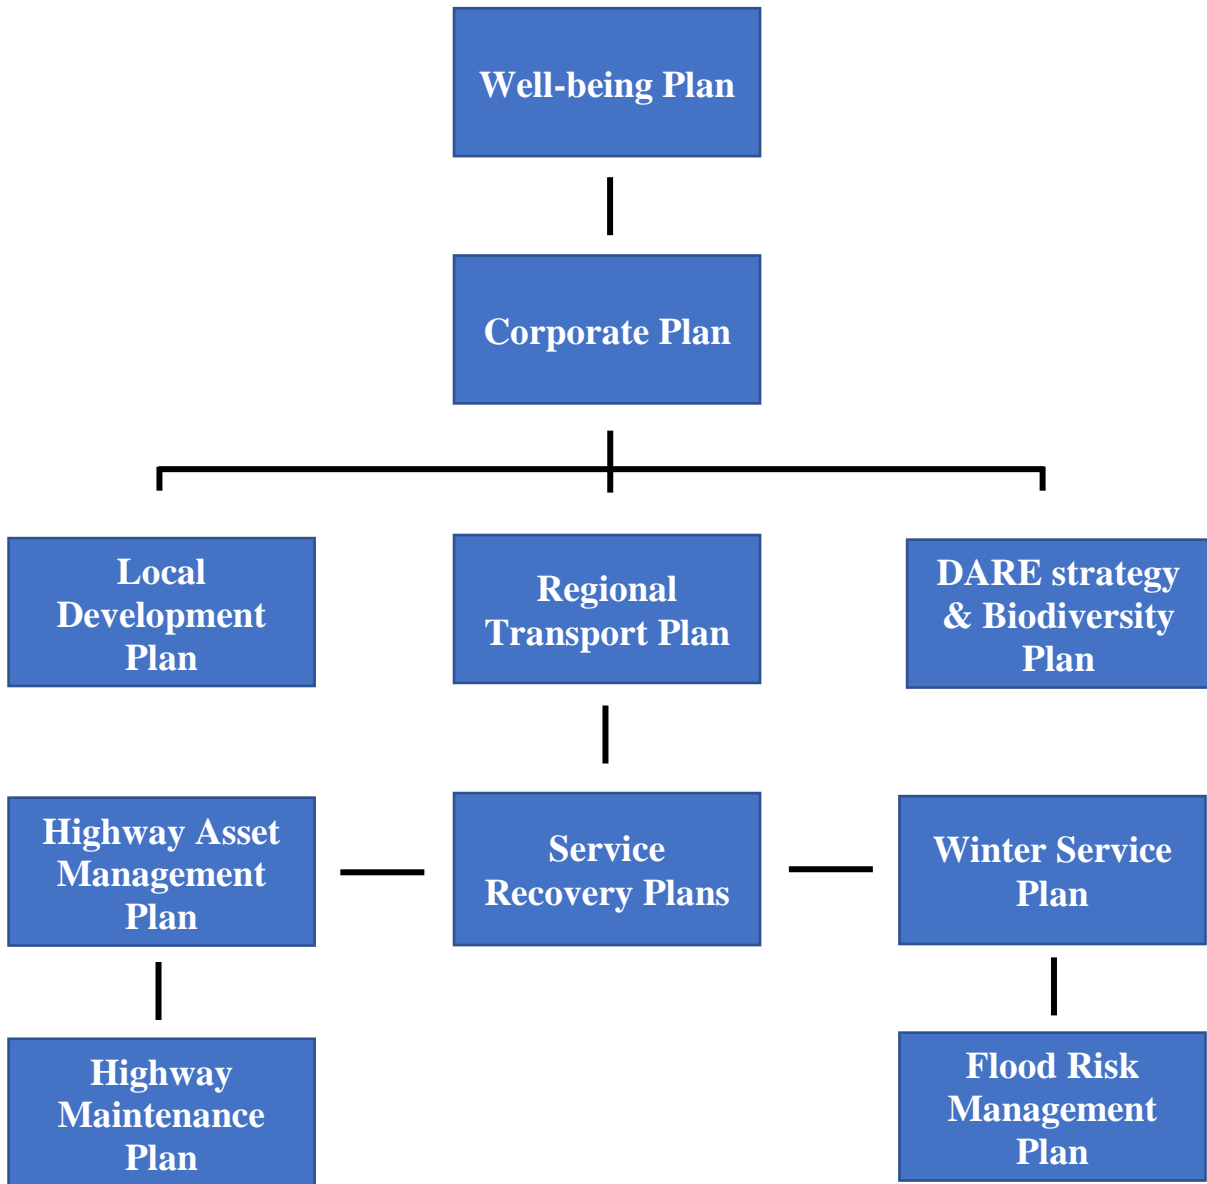 Well-being Plan
Corporate Plan
Local
Development
Plan
Regional
Transport Plan
DARE strategy
& Biodiversity
Plan
Highway Asset
Management
Plan
Service
Recovery Plans
Winter Service
Plan
Highway
Maintenance
Plan
Flood Risk
Management
Plan